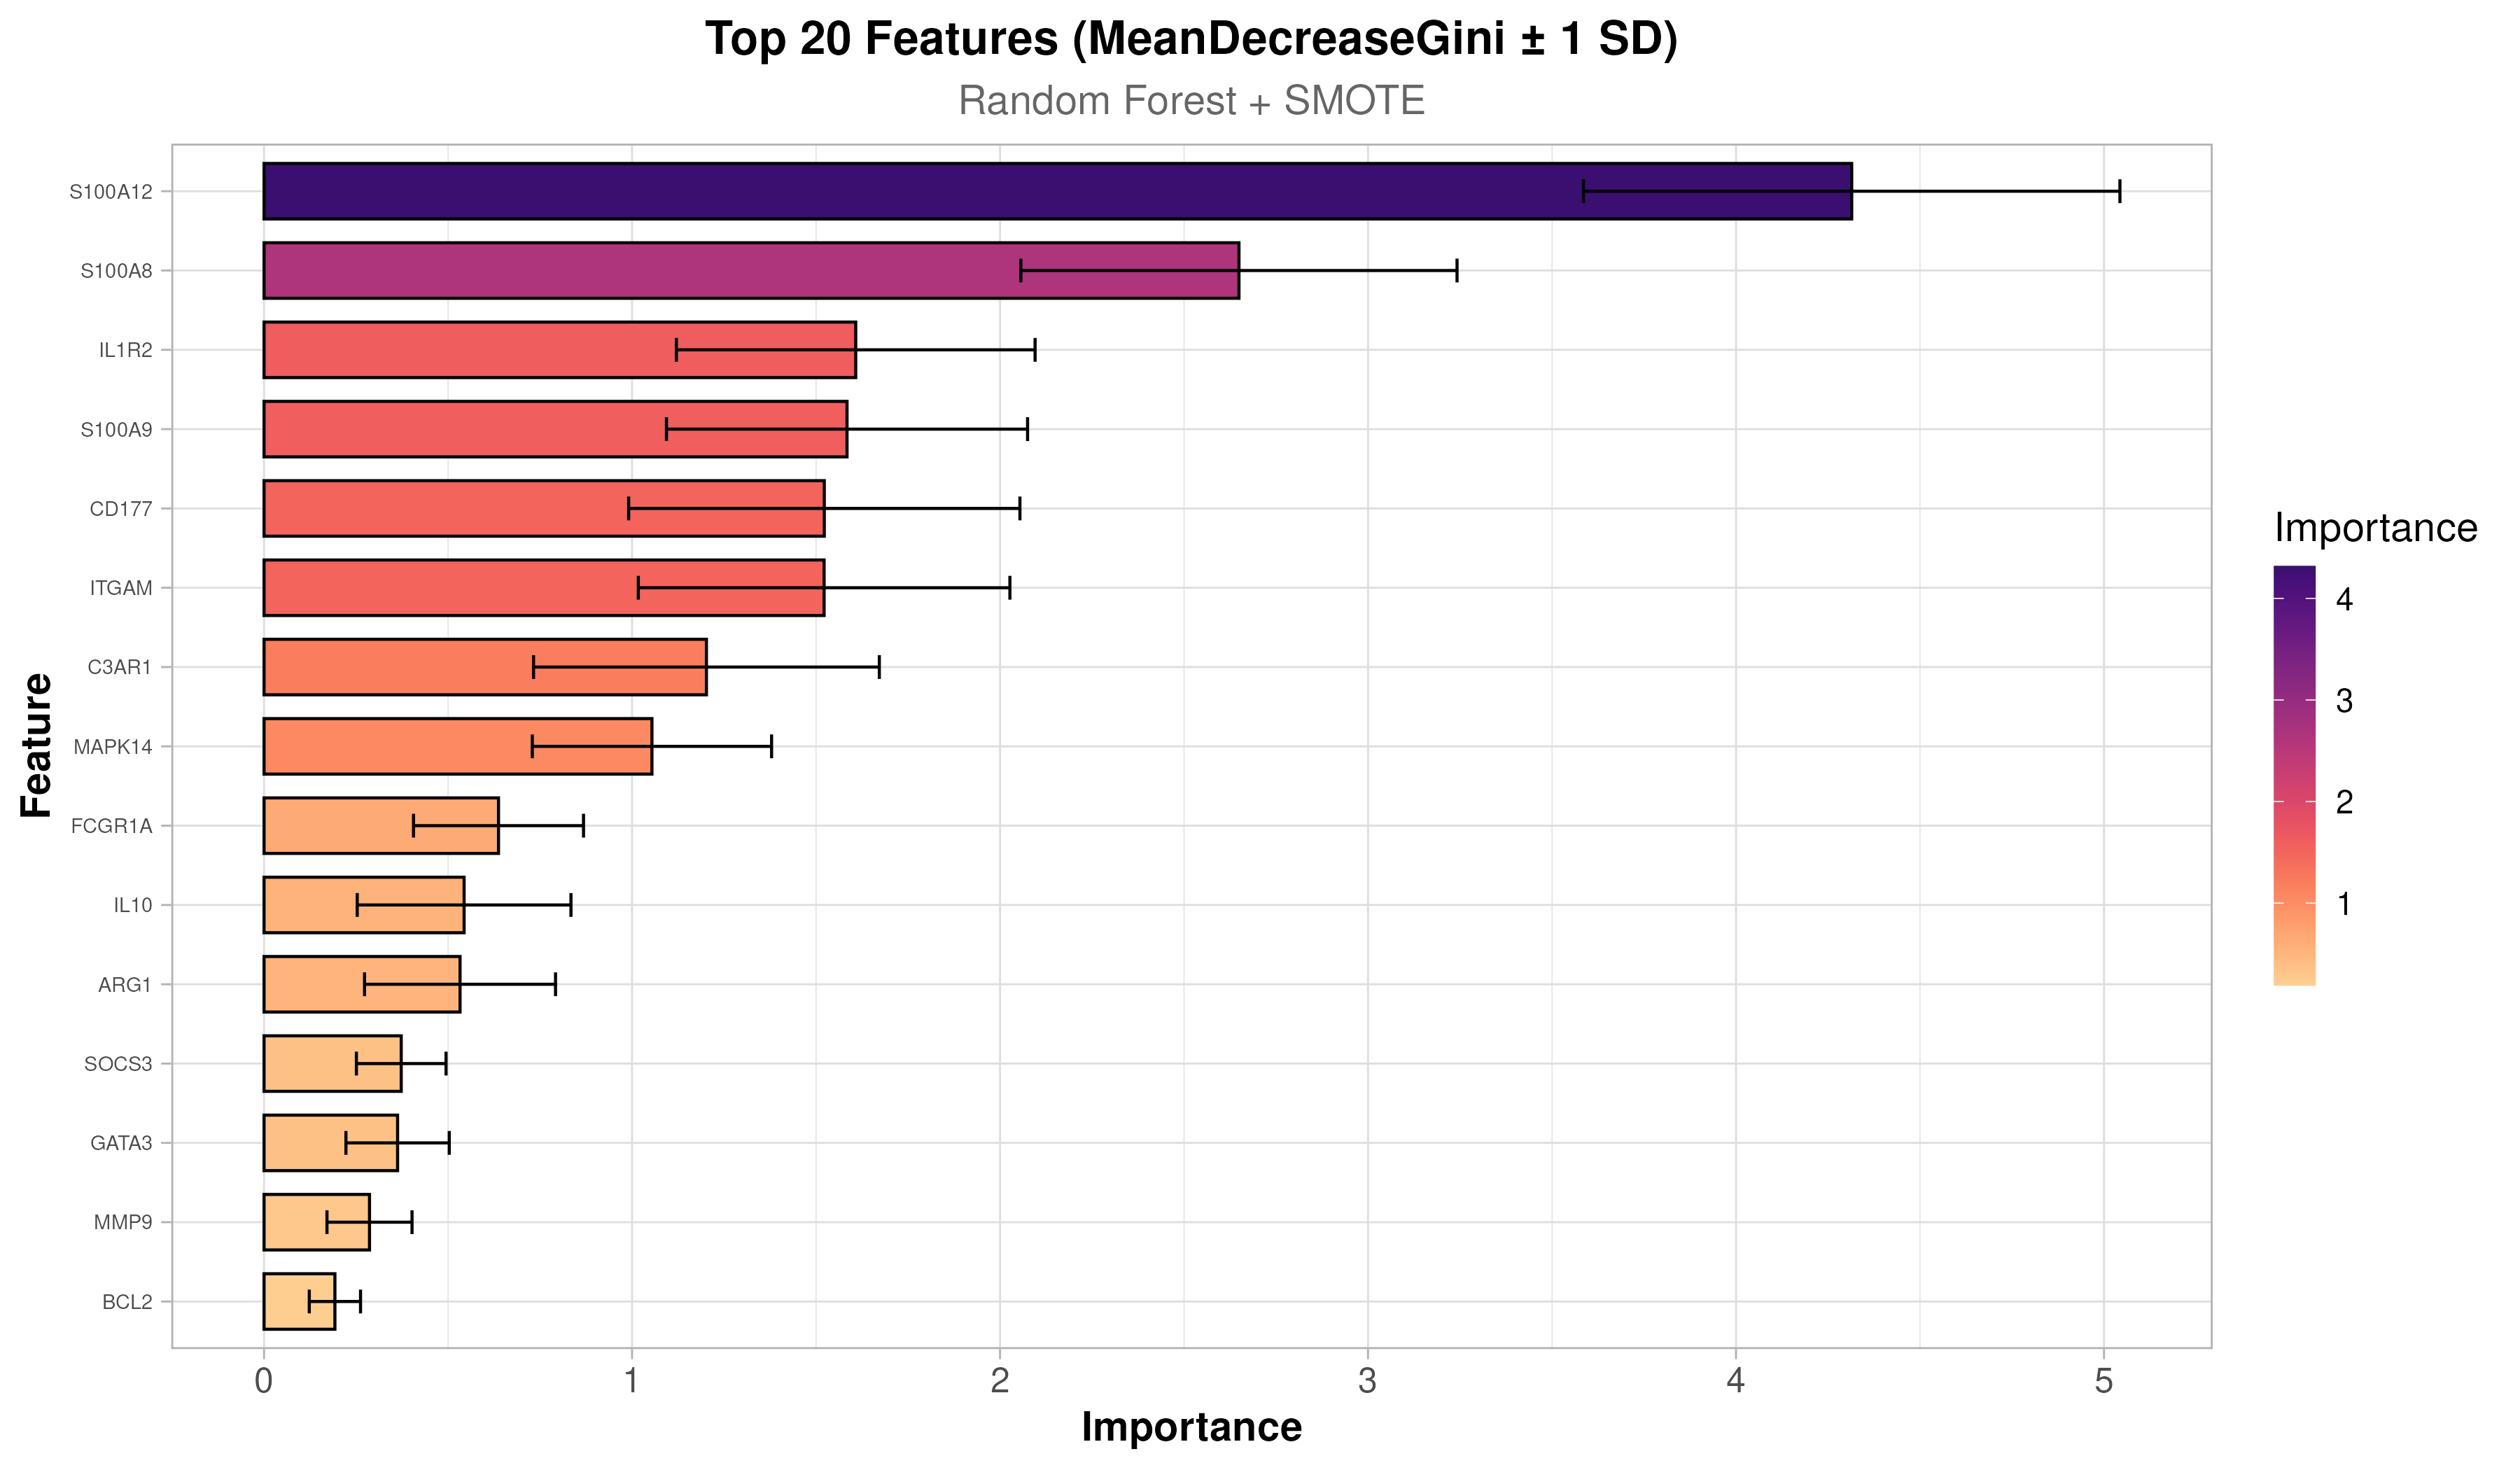 Top 20 Features (MeanDecreaseGini ± 1 SD)
Random Forest + SMOTE
Feature
S100A12
S100A8
IL1R2
S100A9
CD177
ITGAM
C3AR1
MAPK14
FCGR1A
IL10
ARG1
SOCS3
GATA3
MMP9
BCL2
0 1 2 3 4 5
Importance
Importance
4
3
2
1